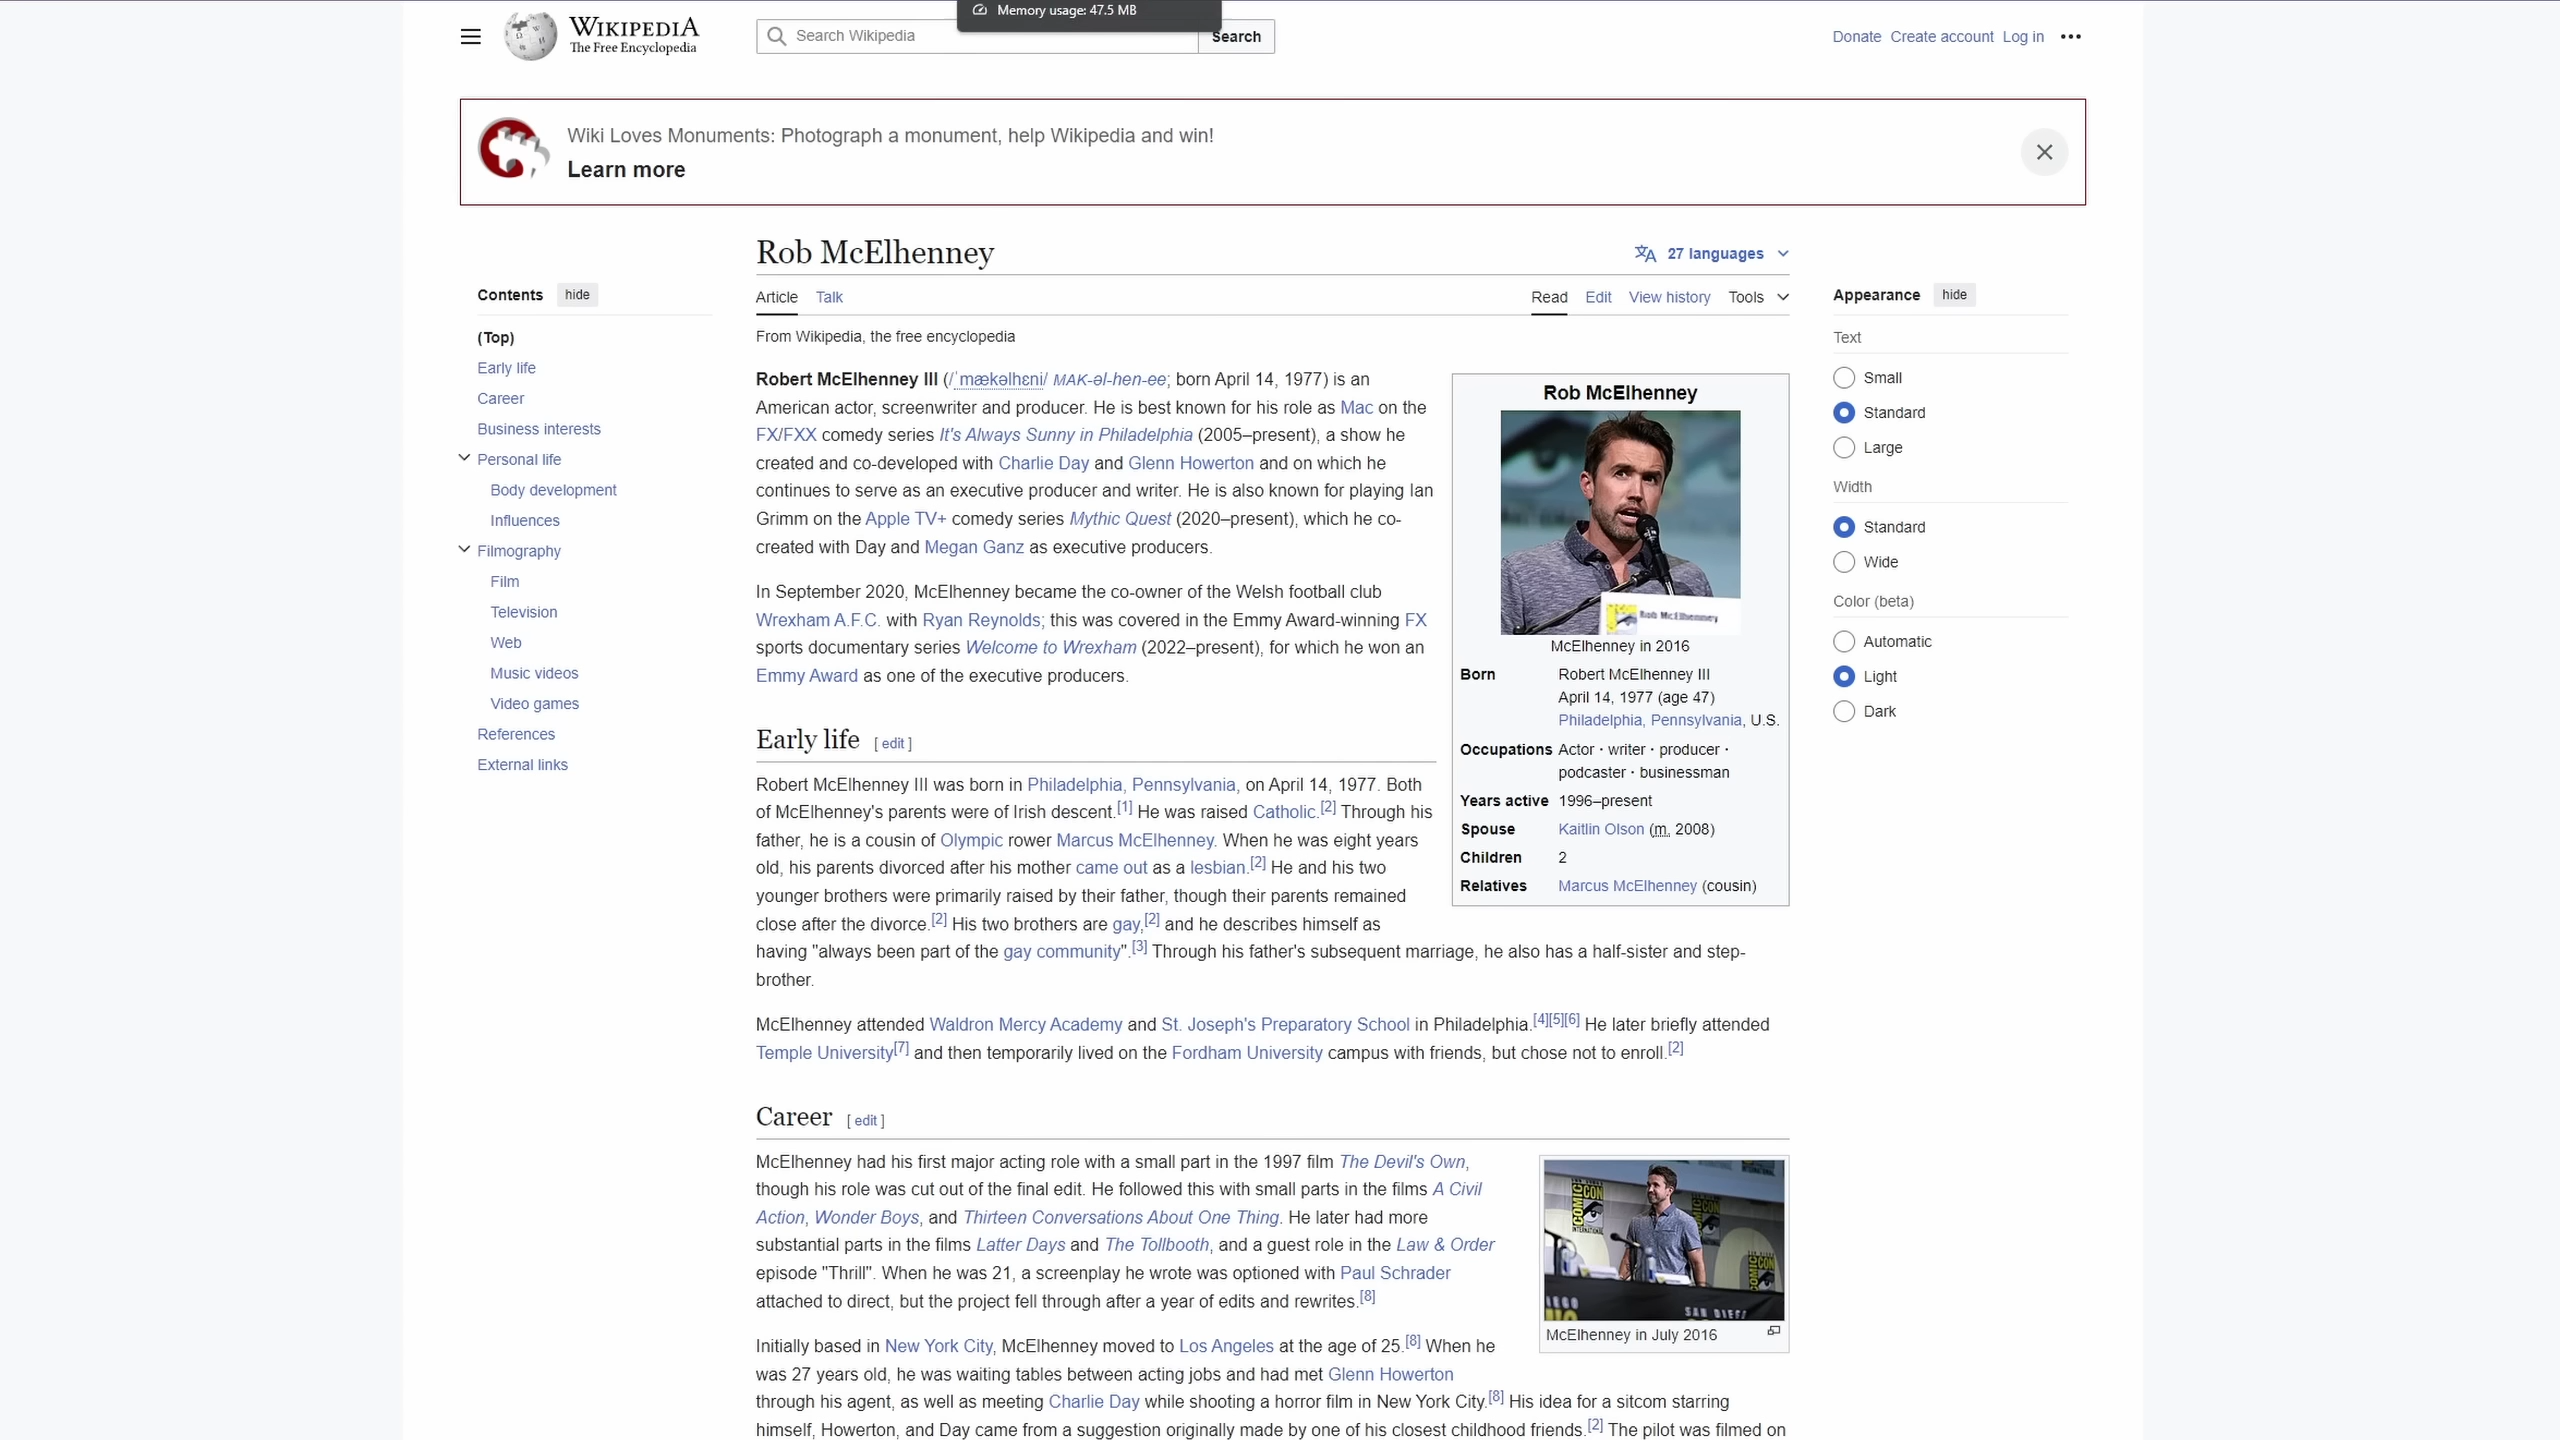 Memory usage: 47.5 MB
WIKIPEDIA
The Free Encyclopedia
Search Wikipedia
Search
Donate Create account Log in
Wiki Loves Monuments: Photograph a monument, help Wikipedia and win!
Learn more
Rob McElhenney
27 languages
Contents hide
(Top)
Early life
Career
Business interests
Personal life
Body development
Influences
Filmography
Film
Television
Web
Music videos
Video games
References
External links
Article Talk
Read Edit View history Tools
From Wikipedia, the free encyclopedia
Robert McElhenney III (/ˈmækəlhɛni/ MAK-əl-hen-ee; born April 14, 1977) is an
American actor, screenwriter and producer. He is best known for his role as Mac on the
FX/FXX comedy series It's Always Sunny in Philadelphia (2005–present), a show he
created and co-developed with Charlie Day and Glenn Howerton and on which he
continues to serve as an executive producer and writer. He is also known for playing Ian
Grimm on the Apple TV+ comedy series Mythic Quest (2020–present), which he co-
created with Day and Megan Ganz as executive producers.
In September 2020, McElhenney became the co-owner of the Welsh football club
Wrexham A.F.C. with Ryan Reynolds; this was covered in the Emmy Award-winning FX
sports documentary series Welcome to Wrexham (2022–present), for which he won an
Emmy Award as one of the executive producers.
Rob McElhenney
Rob McElhenney
McElhenney in 2016
Born Robert McElhenney III
April 14, 1977 (age 47)
Philadelphia, Pennsylvania, U.S.
Occupations Actor · writer · producer ·
podcaster · businessman
Years active 1996–present
Spouse Kaitlin Olson (m. 2008)
Children 2
Relatives Marcus McElhenney (cousin)
Early life [ edit ]
Robert McElhenney III was born in Philadelphia, Pennsylvania, on April 14, 1977. Both
of McElhenney's parents were of Irish descent.[1] He was raised Catholic.[2] Through his
father, he is a cousin of Olympic rower Marcus McElhenney. When he was eight years
old, his parents divorced after his mother came out as a lesbian.[2] He and his two
younger brothers were primarily raised by their father, though their parents remained
close after the divorce.[2] His two brothers are gay,[2] and he describes himself as
having "always been part of the gay community".[3] Through his father's subsequent marriage, he also has a half-sister and step-
brother.
McElhenney attended Waldron Mercy Academy and St. Joseph's Preparatory School in Philadelphia.[4][5][6] He later briefly attended
Temple University[7] and then temporarily lived on the Fordham University campus with friends, but chose not to enroll.[2]
Career [ edit ]
McElhenney had his first major acting role with a small part in the 1997 film The Devil's Own,
though his role was cut out of the final edit. He followed this with small parts in the films A Civil
Action, Wonder Boys, and Thirteen Conversations About One Thing. He later had more
substantial parts in the films Latter Days and The Tollbooth, and a guest role in the Law & Order
episode "Thrill". When he was 21, a screenplay he wrote was optioned with Paul Schrader
attached to direct, but the project fell through after a year of edits and rewrites.[8]
COMIC
CON
INTERNATIONAL
SAN DIEG
McElhenney in July 2016
Initially based in New York City, McElhenney moved to Los Angeles at the age of 25.[8] When he
was 27 years old, he was waiting tables between acting jobs and had met Glenn Howerton
through his agent, as well as meeting Charlie Day while shooting a horror film in New York City.[8] His idea for a sitcom starring
himself, Howerton, and Day came from a suggestion originally made by one of his closest childhood friends.[2] The pilot was filmed on
Appearance hide
Text
Small
Standard
Large
Width
Standard
Wide
Color (beta)
Automatic
Light
Dark